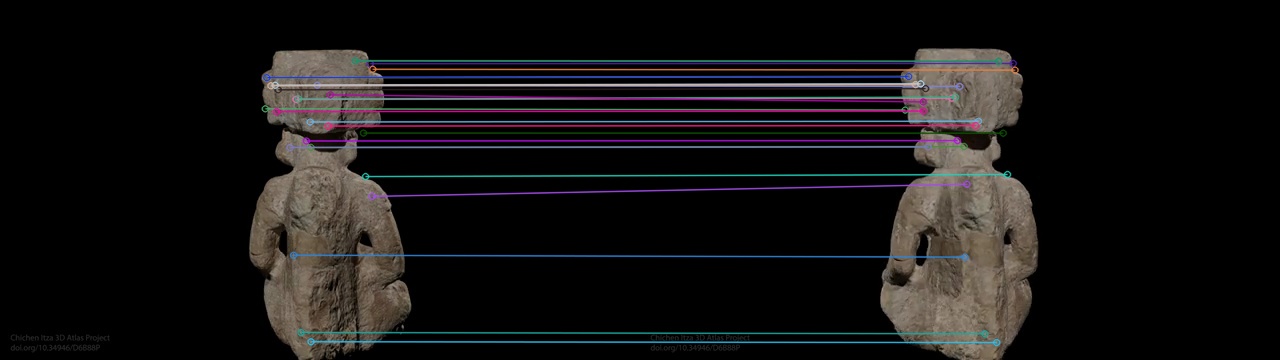 Chichen Itza 3D Atlas Project
doi.org/10.34946/D6B88P
Chichen Itza 3D Atlas Project
doi.org/10.34946/D6B88P